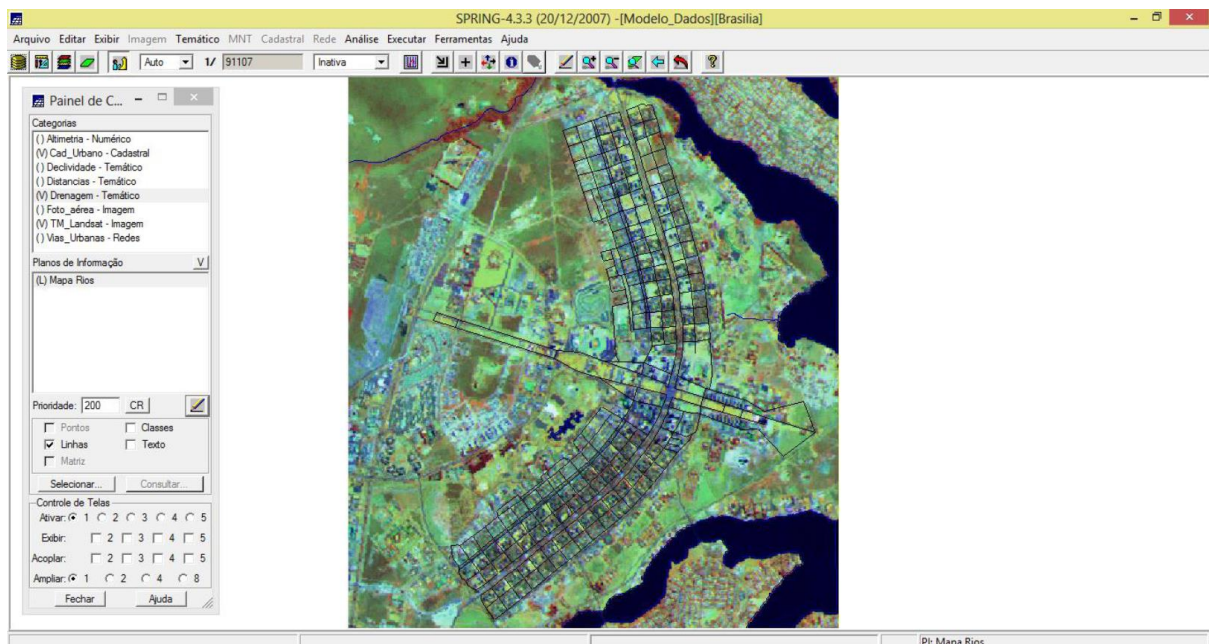 SPRING-4.3.3 (20/12/2007) -[Modelo_Dados][Brasilia]
Arquivo Editar Exibir Imagem Temático MNT Cadastral Rede Análise Executar Ferramentas Ajuda
Auto 1/ 91107 Inativa
Painel de C...
Categorias
( ) Altimetria - Numérico
(V) Cad_Urbano - Cadastral
( ) Declividade - Temático
( ) Distancias - Temático
(V) Drenagem - Temático
( ) Foto_aérea - Imagem
(V) TM_Landsat - Imagem
( ) Vias_Urbanas - Redes
Planos de Informação V
(L) Mapa Rios
Prioridade: 200 CR
Pontos Classes
Linhas Texto
Matriz
Selecionar... Consultar...
Controle de Telas
Ativar: 1 2 3 4 5
Exibir: 2 3 4 5
Acoplar: 2 3 4 5
Ampliar: 1 2 4 8
Fechar Ajuda
PI: Mapa Rios